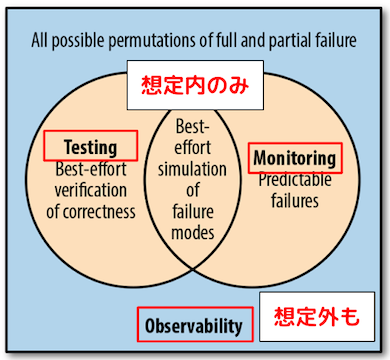 All possible permutations of full and partial failure
想定内のみ
Testing
Best-effort
verification
of correctness
Best-
effort
simulation
of
failure
modes
Monitoring
Predictable
failures
Observability
想定外も